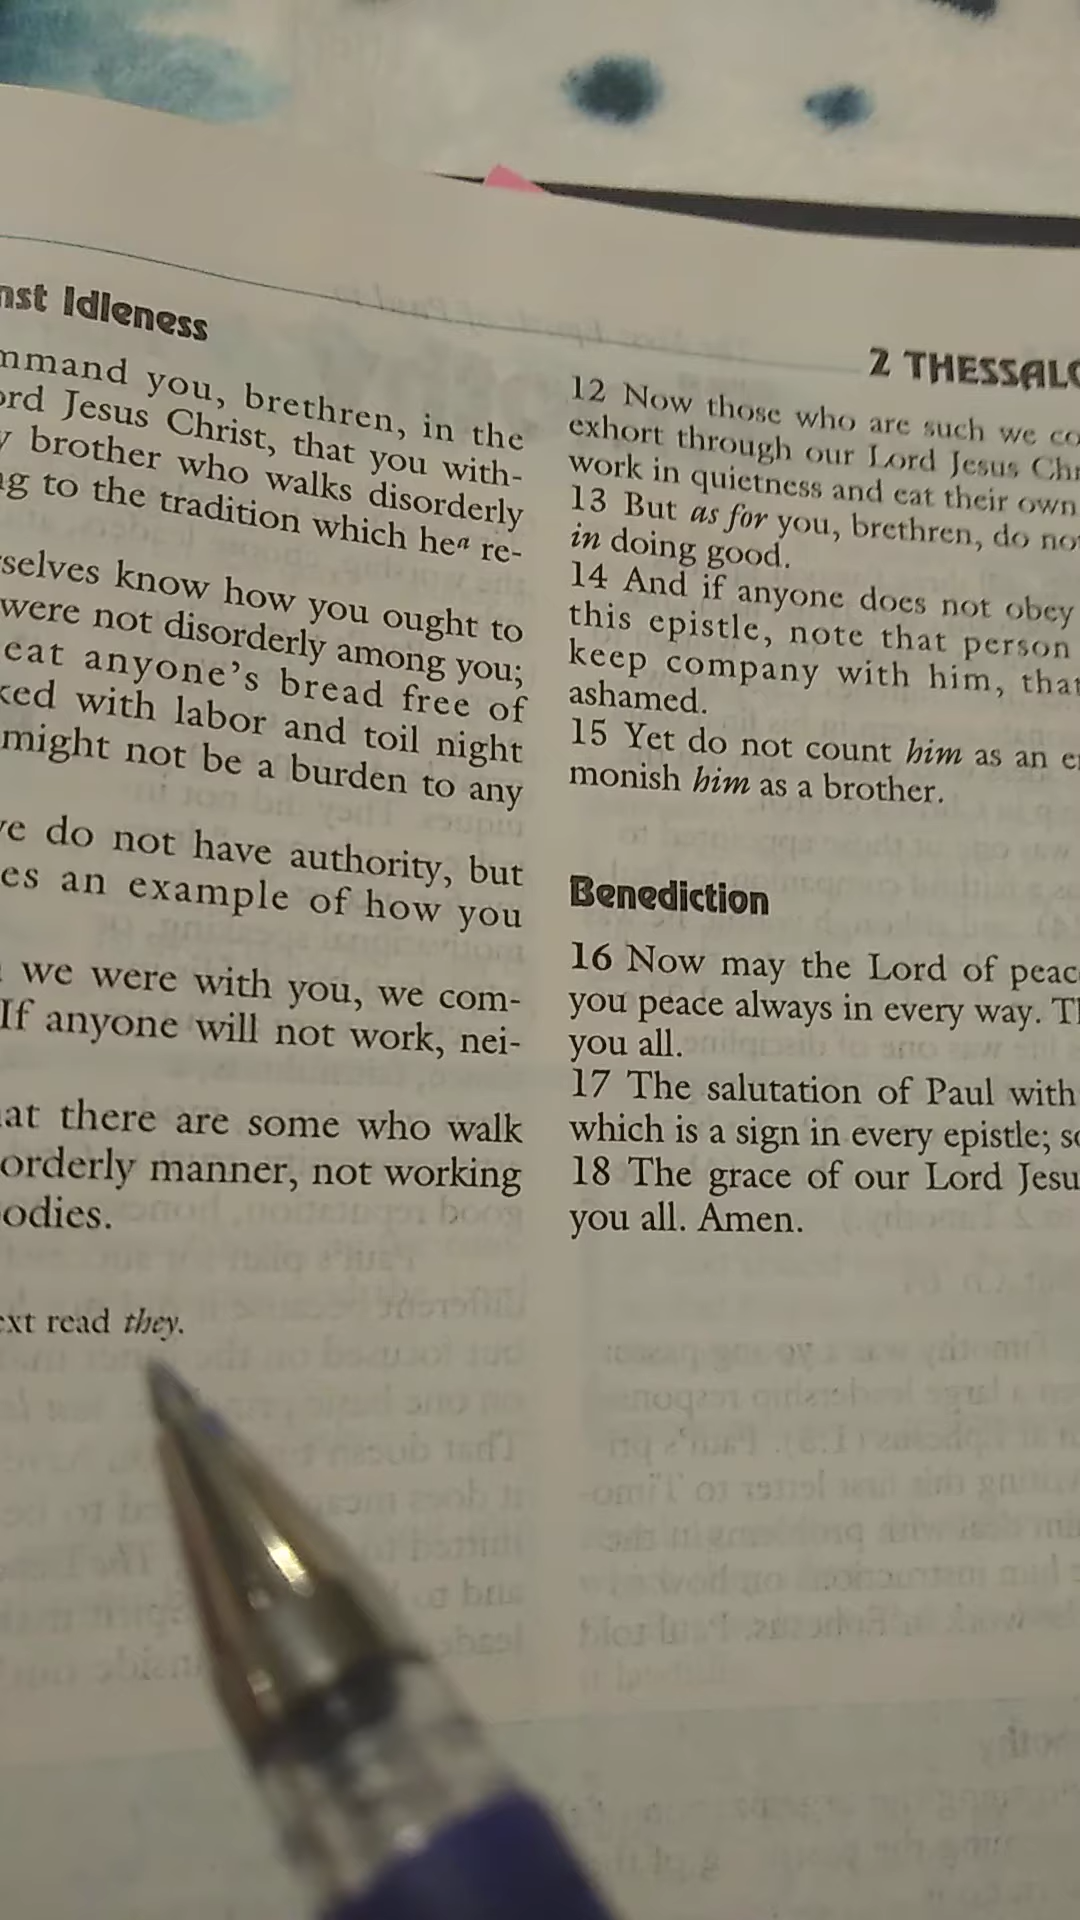 nst Idleness
mmand you, brethren, in the
ord Jesus Christ, that you with-
y brother who walks disorderly
ng to the tradition which heª re-
selves know how you ought to
were not disorderly among you;
eat anyone's bread free of
ked with labor and toil night
might not be a burden to any
e do not have authority, but
es an example of how you
we were with you, we com-
If anyone will not work, nei-
at there are some who walk
orderly manner, not working
odies.
ext read they.
2 THESSALO
12 Now those who are such we co
exhort through our Lord Jesus Chr
work in quietness and eat their own
13 But as for you, brethren, do no
in doing good.
14 And if anyone does not obey
this epistle, note that person
keep company with him, that
ashamed.
15 Yet do not count him as an e
monish him as a brother.
Benediction
16 Now may the Lord of peac
you peace always in every way. Th
you all.
17 The salutation of Paul with
which is a sign in every epistle; so
18 The grace of our Lord Jesu
you all. Amen.